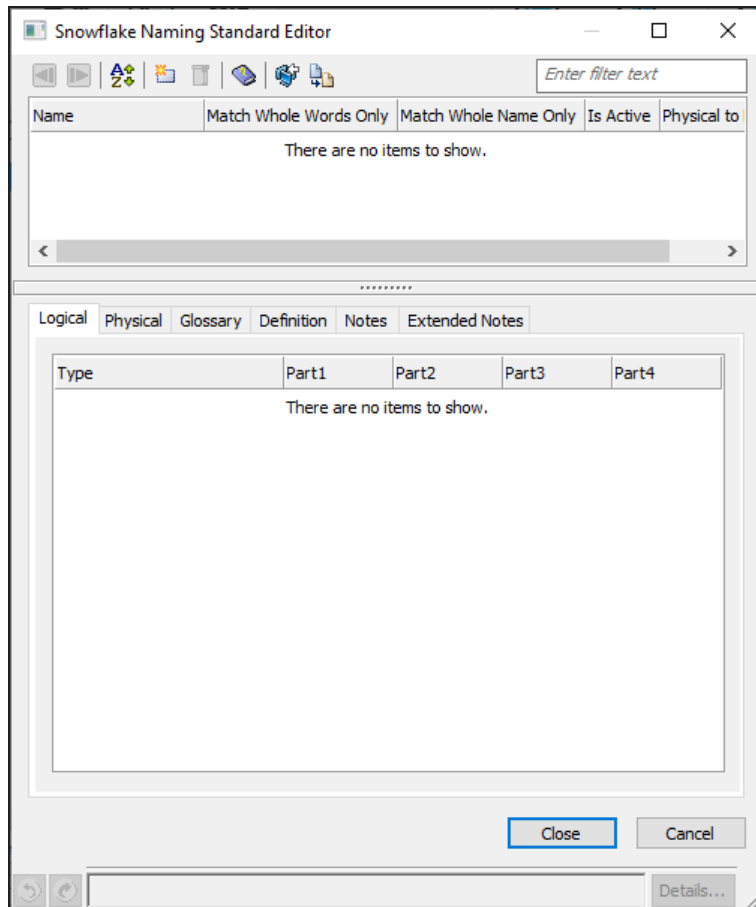 Snowflake Naming Standard Editor
Enter filter text
Name Match Whole Words Only Match Whole Name Only Is Active Physical to
There are no items to show.
Logical Physical Glossary Definition Notes Extended Notes
Type Part1 Part2 Part3 Part4
There are no items to show.
Close Cancel
Details...